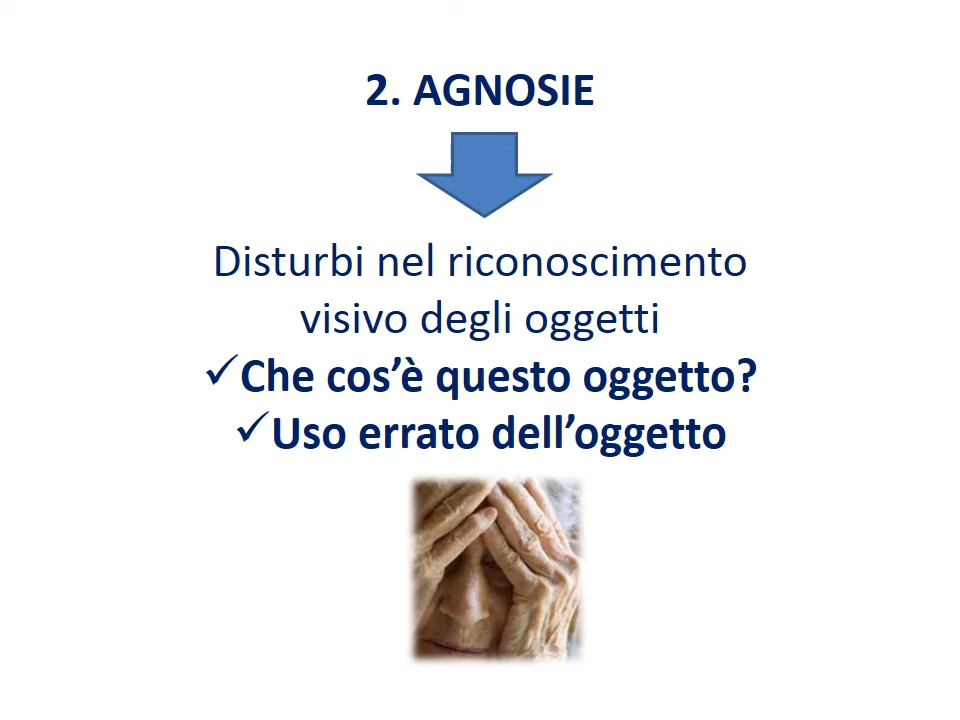 2. AGNOSIE
Disturbi nel riconoscimento
visivo degli oggetti
✓Che cos’è questo oggetto?
✓Uso errato dell’oggetto